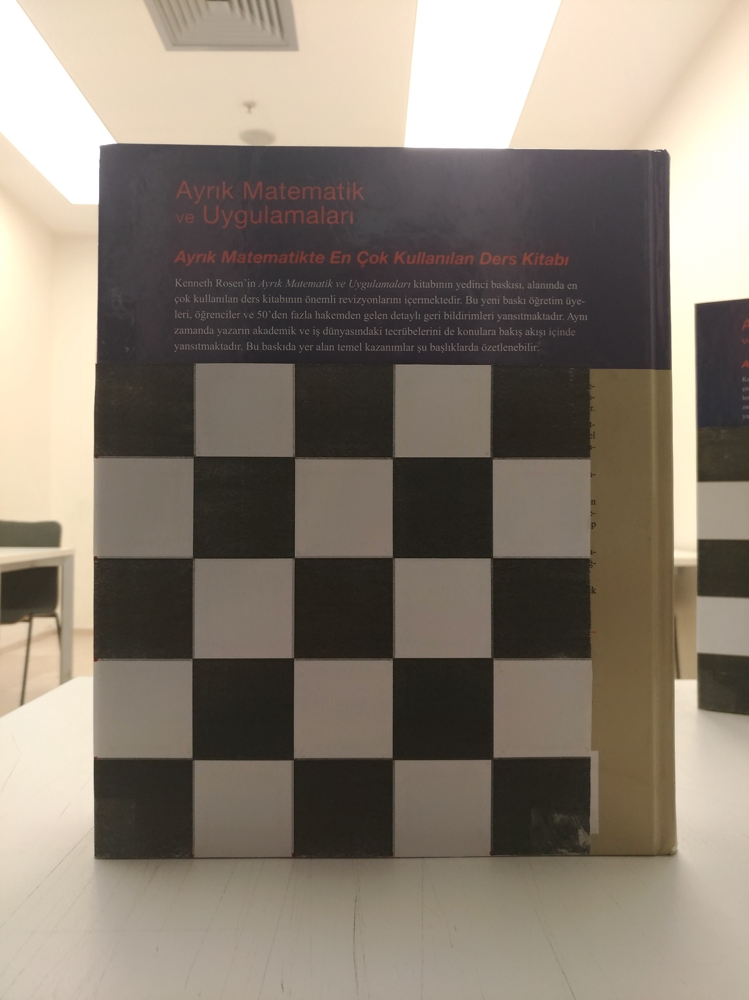 Ayrık Matematik
ve Uygulamaları
Ayrık Matematikte En Çok Kullanılan Ders Kitabı
Kenneth Rosen'in Ayrık Matematik ve Uygulamaları kitabının yedinci baskısı, alanında en
çok kullanılan ders kitabının önemli revizyonlarını içermektedir. Bu yeni baskı öğretim üye-
leri, öğrenciler ve 50'den fazla hakemden gelen detaylı geri bildirimleri yansıtmaktadır. Aynı
zamanda yazarın akademik ve iş dünyasındaki tecrübelerini de konulara bakış akışı içinde
yansıtmaktadır. Bu baskıda yer alan temel kazanımlar şu başlıklarda özetlenebilir: